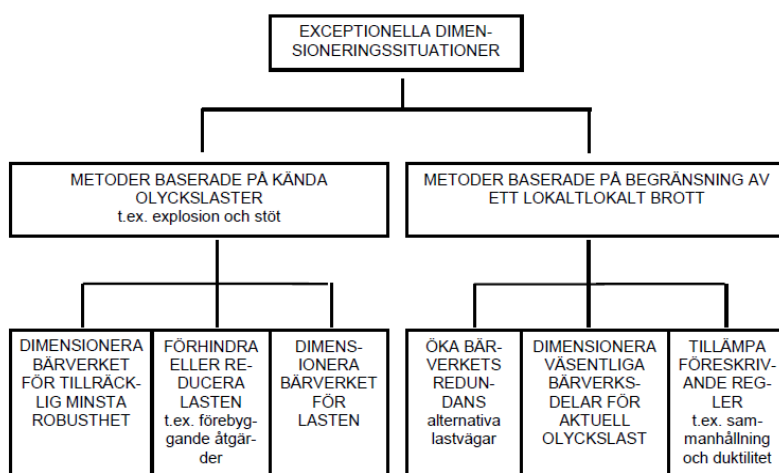 EXCEPTIONELLA DIMEN-
SIONERINGSSITUATIONER
METODER BASERADE PÅ KÄNDA
OLYCKSLASTER
t.ex. explosion och stöt
METODER BASERADE PÅ BEGRÄNSNING AV
ETT LOKALTLOKALT BROTT
DIMENSIONERA
BÄRVERKET
FÖR TILLRÄCK-
LIG MINSTA
ROBUSTHET
FÖRHINDRA
ELLER RE-
DUCERA
LASTEN
t.ex. förebyg-
gande åtgär-
der
DIMENS-
IONERA
BÄRVERKET
FÖR
LASTEN
ÖKA BÄR-
VERKETS
REDUN-
DANS
alternativa
lastvägar
DIMENSIONERA
VÄSENTLIGA
BÄRVERKS-
DELAR FÖR
AKTUELL
OLYCKSLAST
TILLÄMPA
FÖRESKRIV-
ANDE REG-
LER
t.ex. sam-
manhållning
och duktilitet